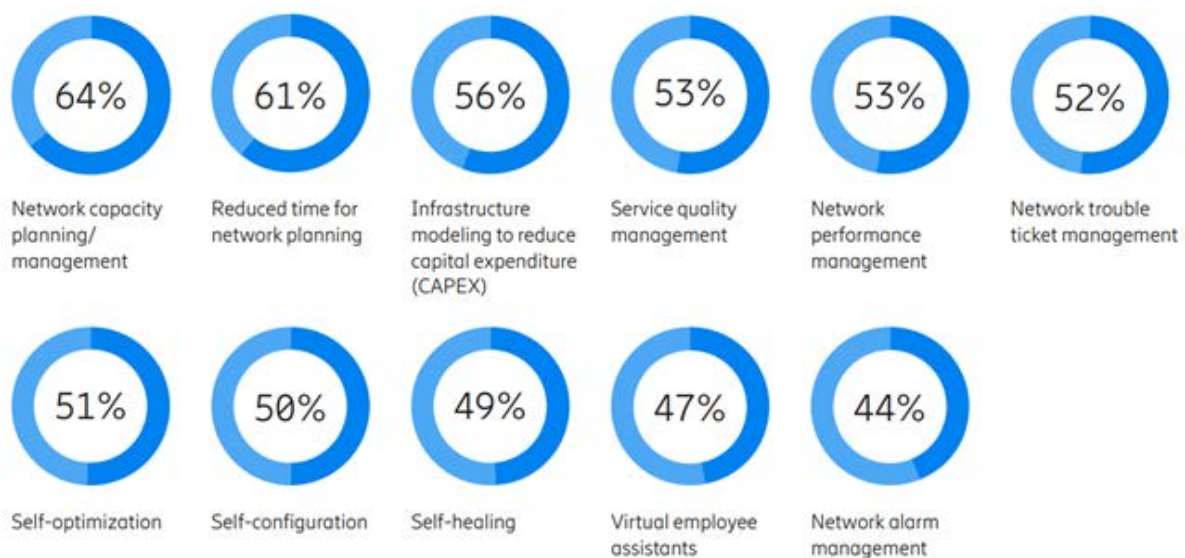 64%
61%
56%
53%
53%
52%
Network capacity
planning/
management
Reduced time for
network planning
Infrastructure
modeling to reduce
capital expenditure
(CAPEX)
Service quality
management
Network
performance
management
Network trouble
ticket management
51%
50%
49%
47%
44%
Self-optimization
Self-configuration
Self-healing
Virtual employee
assistants
Network alarm
management